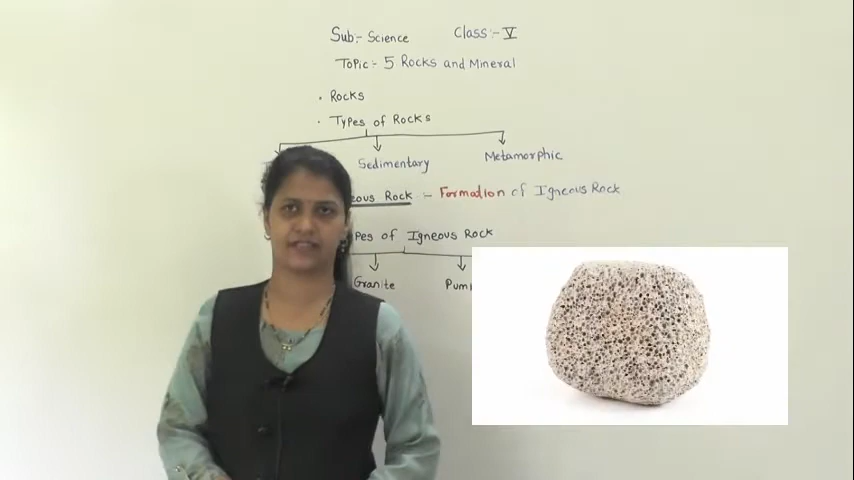 Sub:- Science Class:- V
Topic:- 5 Rocks and Mineral
• Rocks
• Types of Rocks
Sedimentary Metamorphic
Rock :- Formation of Igneous Rock
of Igneous Rock
Granite